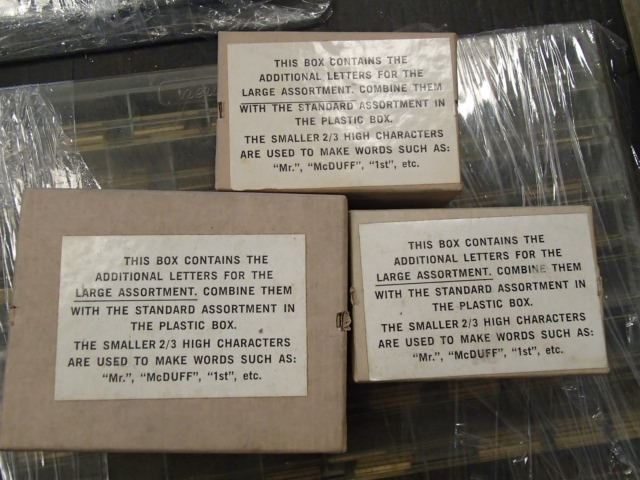 THIS BOX CONTAINS THE
ADDITIONAL LETTERS FOR THE
LARGE ASSORTMENT. COMBINE THEM
WITH THE STANDARD ASSORTMENT IN
THE PLASTIC BOX.
THE SMALLER 2/3 HIGH CHARACTERS
ARE USED TO MAKE WORDS SUCH AS:
"Mr.", "McDUFF", "1st", etc.
THIS BOX CONTAINS THE
ADDITIONAL LETTERS FOR THE
LARGE ASSORTMENT. COMBINE THEM
WITH THE STANDARD ASSORTMENT IN
THE PLASTIC BOX.
THE SMALLER 2/3 HIGH CHARACTERS
ARE USED TO MAKE WORDS SUCH AS:
"Mr.", "McDUFF", "1st", etc.
THIS BOX CONTAINS THE
ADDITIONAL LETTERS FOR THE
LARGE ASSORTMENT. COMBINE THEM
WITH THE STANDARD ASSORTMENT IN
THE PLASTIC BOX.
THE SMALLER 2/3 HIGH CHARACTERS
ARE USED TO MAKE WORDS SUCH AS:
"Mr.", "McDUFF", "1st", etc.